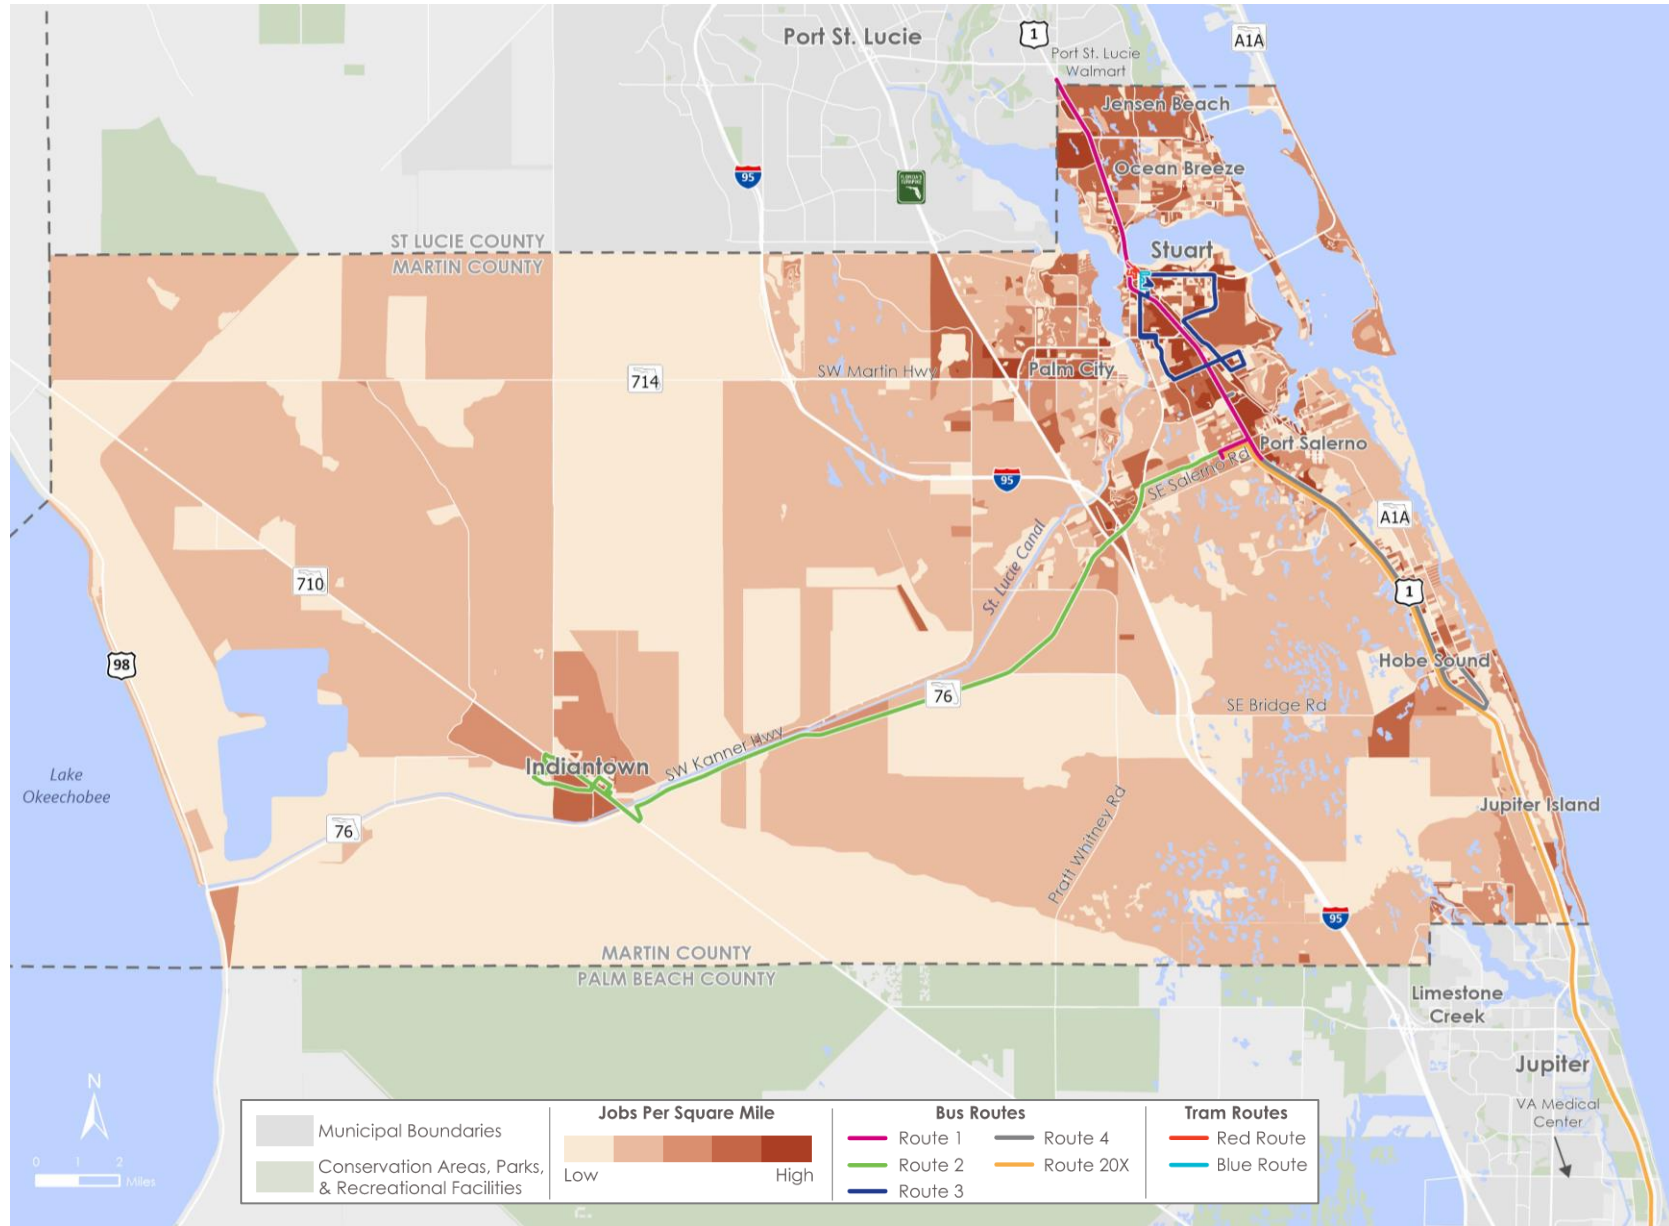 Port St. Lucie
1
A1A
Port St. Lucie
Walmart
Jensen Beach
Ocean Breeze
95
FLORIDA'S
TURNPIKE
ST LUCIE COUNTY
MARTIN COUNTY
Stuart
714
SW Martin Hwy
Palm City
Port Salerno
SE Salerno Rd
95
A1A
St. Lucie Canal
710
1
98
Hobe Sound
76
SE Bridge Rd
SW Kanner Hwy
Indiantown
Lake
Okeechobee
76
Jupiter Island
Pratt Whitney Rd
95
MARTIN COUNTY
PALM BEACH COUNTY
Limestone
Creek
Jupiter
VA Medical
Center
N
0 1 2
Miles
Municipal Boundaries
Conservation Areas, Parks,
& Recreational Facilities
Jobs Per Square Mile
Low High
Bus Routes
Route 1
Route 2
Route 3
Route 4
Route 20X
Tram Routes
Red Route
Blue Route